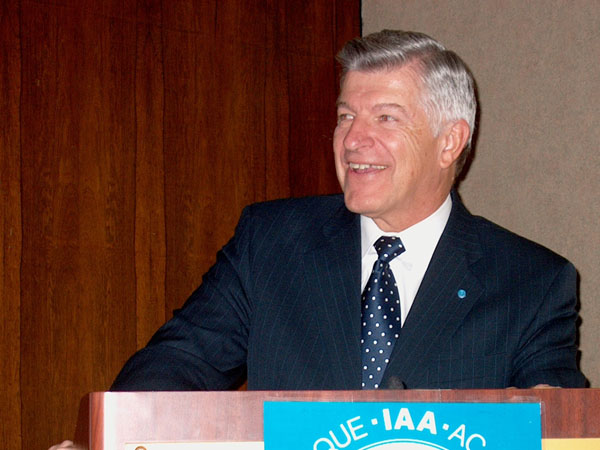 QUE · IAA · AC